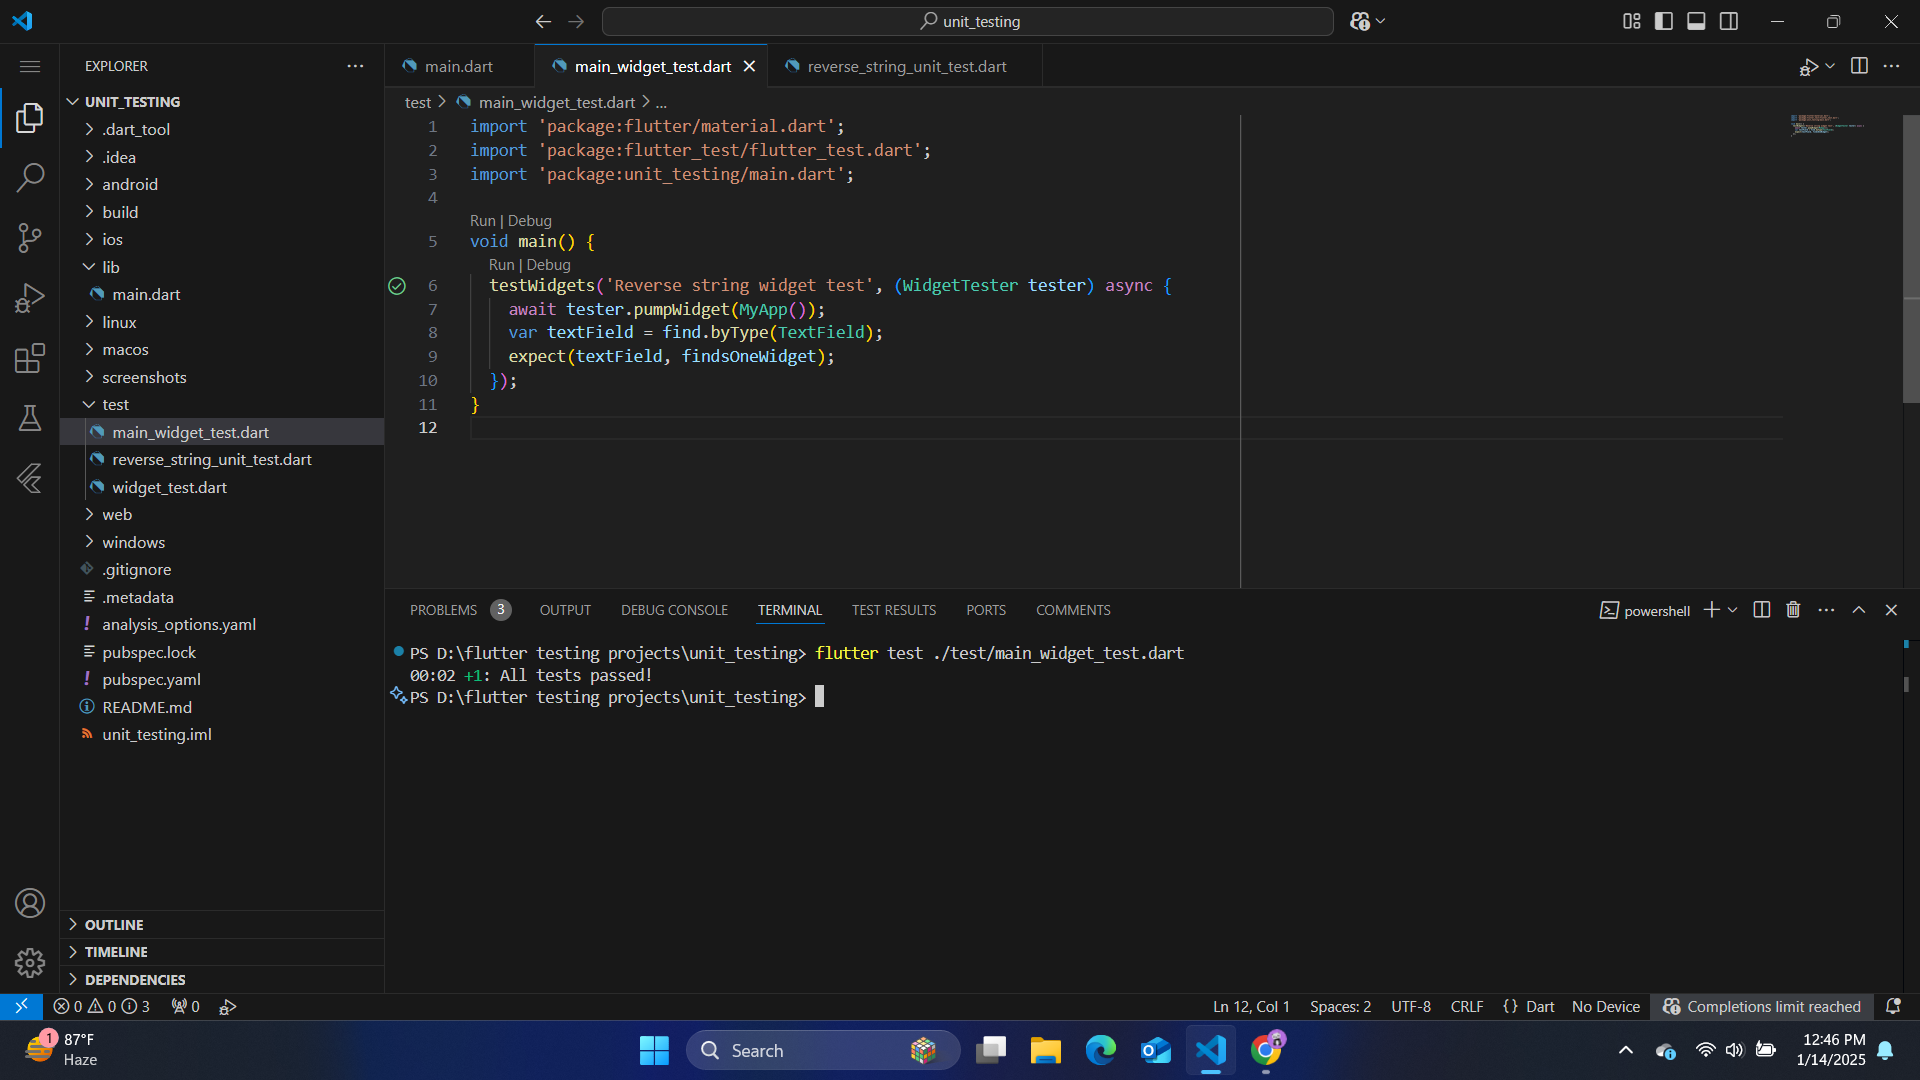 unit_testing
EXPLORER
UNIT_TESTING
.dart_tool
.idea
android
build
ios
lib
main.dart
linux
macos
screenshots
test
main_widget_test.dart
reverse_string_unit_test.dart
widget_test.dart
web
windows
.gitignore
.metadata
analysis_options.yaml
pubspec.lock
pubspec.yaml
README.md
unit_testing.iml
OUTLINE
TIMELINE
DEPENDENCIES
main.dart
main_widget_test.dart
reverse_string_unit_test.dart
test > main_widget_test.dart > ...
1 import 'package:flutter/material.dart';
2 import 'package:flutter_test/flutter_test.dart';
3 import 'package:unit_testing/main.dart';
4
Run | Debug
5 void main() {
Run | Debug
6 testWidgets('Reverse string widget test', (WidgetTester tester) async {
7 await tester.pumpWidget(MyApp());
8 var textField = find.byType(TextField);
9 expect(textField, findsOneWidget);
10 });
11 }
12
PROBLEMS 3 OUTPUT DEBUG CONSOLE TERMINAL TEST RESULTS PORTS COMMENTS
powershell
PS D:\flutter testing projects\unit_testing> flutter test ./test/main_widget_test.dart
00:02 +1: All tests passed!
PS D:\flutter testing projects\unit_testing>
0 0 3 0
Ln 12, Col 1 Spaces: 2 UTF-8 CRLF {} Dart No Device Completions limit reached
1
87°F
Haze
Search
12:46 PM
1/14/2025